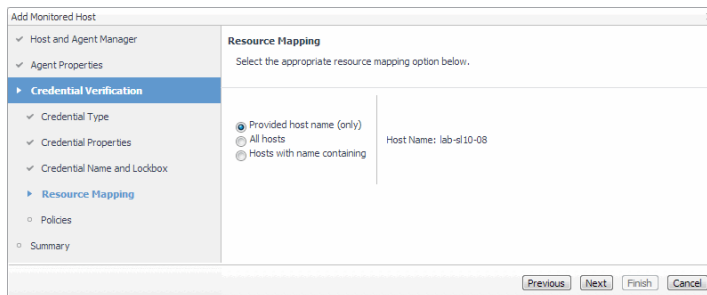 Add Monitored Host
Host and Agent Manager
Agent Properties
Credential Verification
Credential Type
Credential Properties
Credential Name and Lockbox
Resource Mapping
Policies
Summary
Resource Mapping
Select the appropriate resource mapping option below.
Provided host name (only)
All hosts
Hosts with name containing
Host Name: lab-sl10-08
Previous Next Finish Cancel